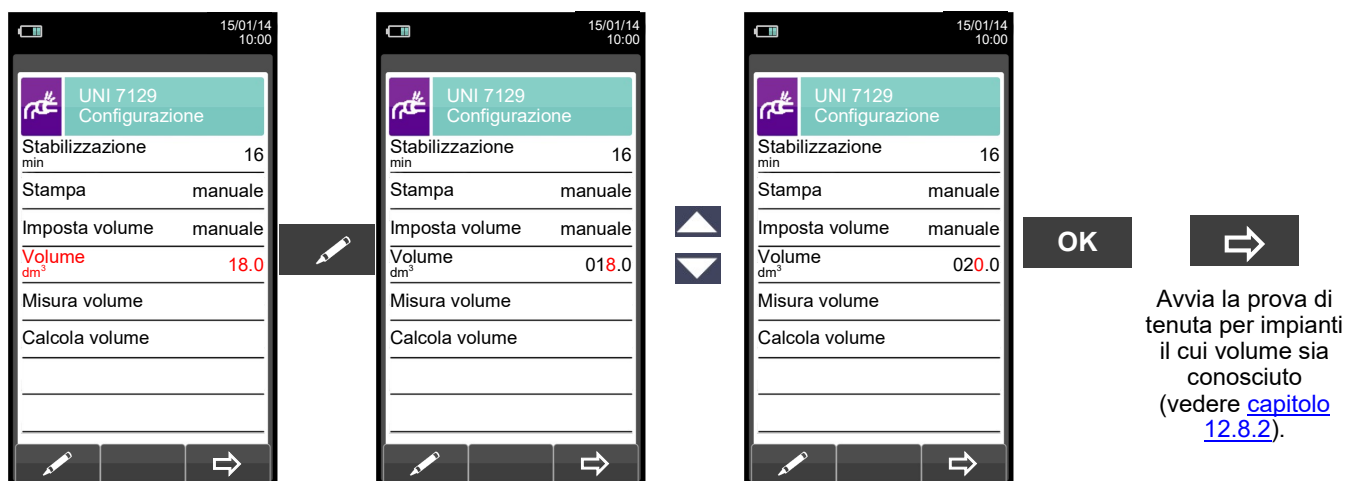 15/01/14
10:00
UNI 7129
Configurazione
Stabilizzazione
min
16
Stampa manuale
Imposta volume manuale
Volume
dm³
18.0
Misura volume
Calcola volume
15/01/14
10:00
UNI 7129
Configurazione
Stabilizzazione
min
16
Stampa manuale
Imposta volume manuale
Volume
dm³
018.0
Misura volume
Calcola volume
15/01/14
10:00
UNI 7129
Configurazione
Stabilizzazione
min
16
Stampa manuale
Imposta volume manuale
Volume
dm³
020.0
Misura volume
Calcola volume
OK
Avvia la prova di
tenuta per impianti
il cui volume sia
conosciuto
(vedere capitolo
12.8.2).